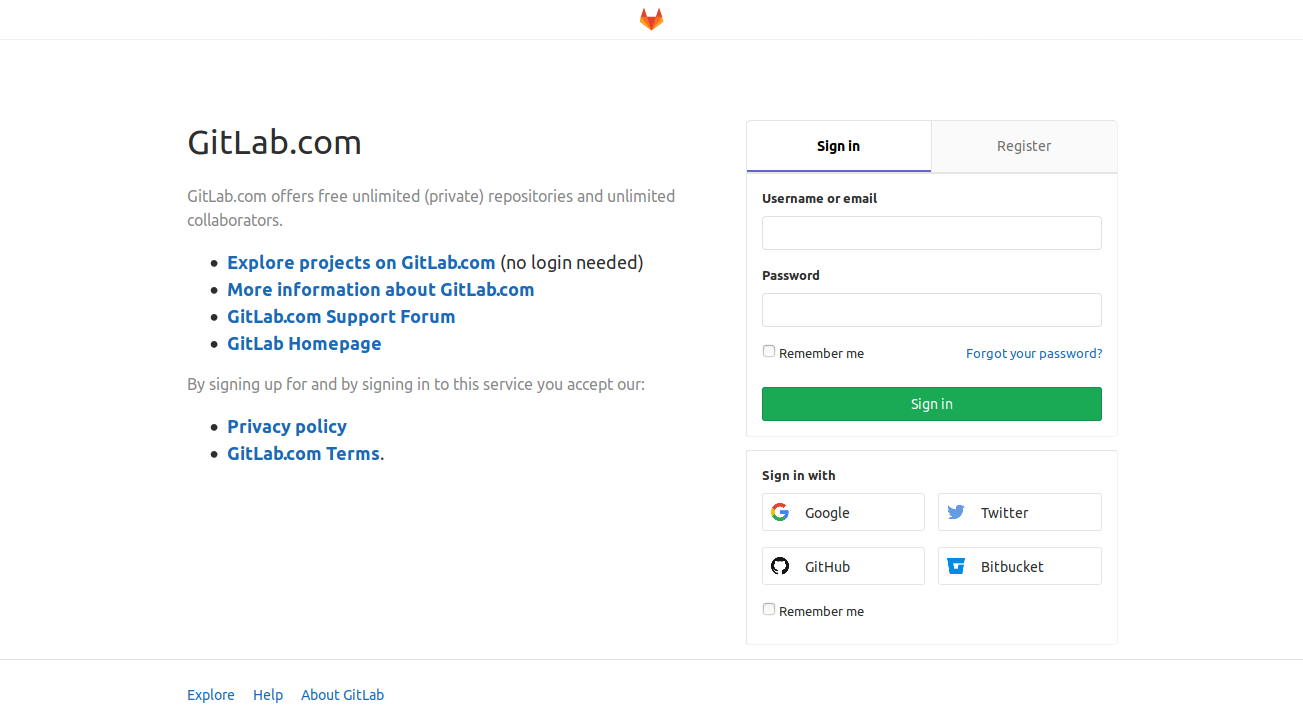 GitLab.com
GitLab.com offers free unlimited (private) repositories and unlimited
collaborators.
Explore projects on GitLab.com (no login needed)
More information about GitLab.com
GitLab.com Support Forum
GitLab Homepage
By signing up for and by signing in to this service you accept our:
Privacy policy
GitLab.com Terms.
Sign in
Register
Username or email
Password
Remember me
Forgot your password?
Sign in
Sign in with
Google
Twitter
GitHub
Bitbucket
Remember me
Explore
Help
About GitLab